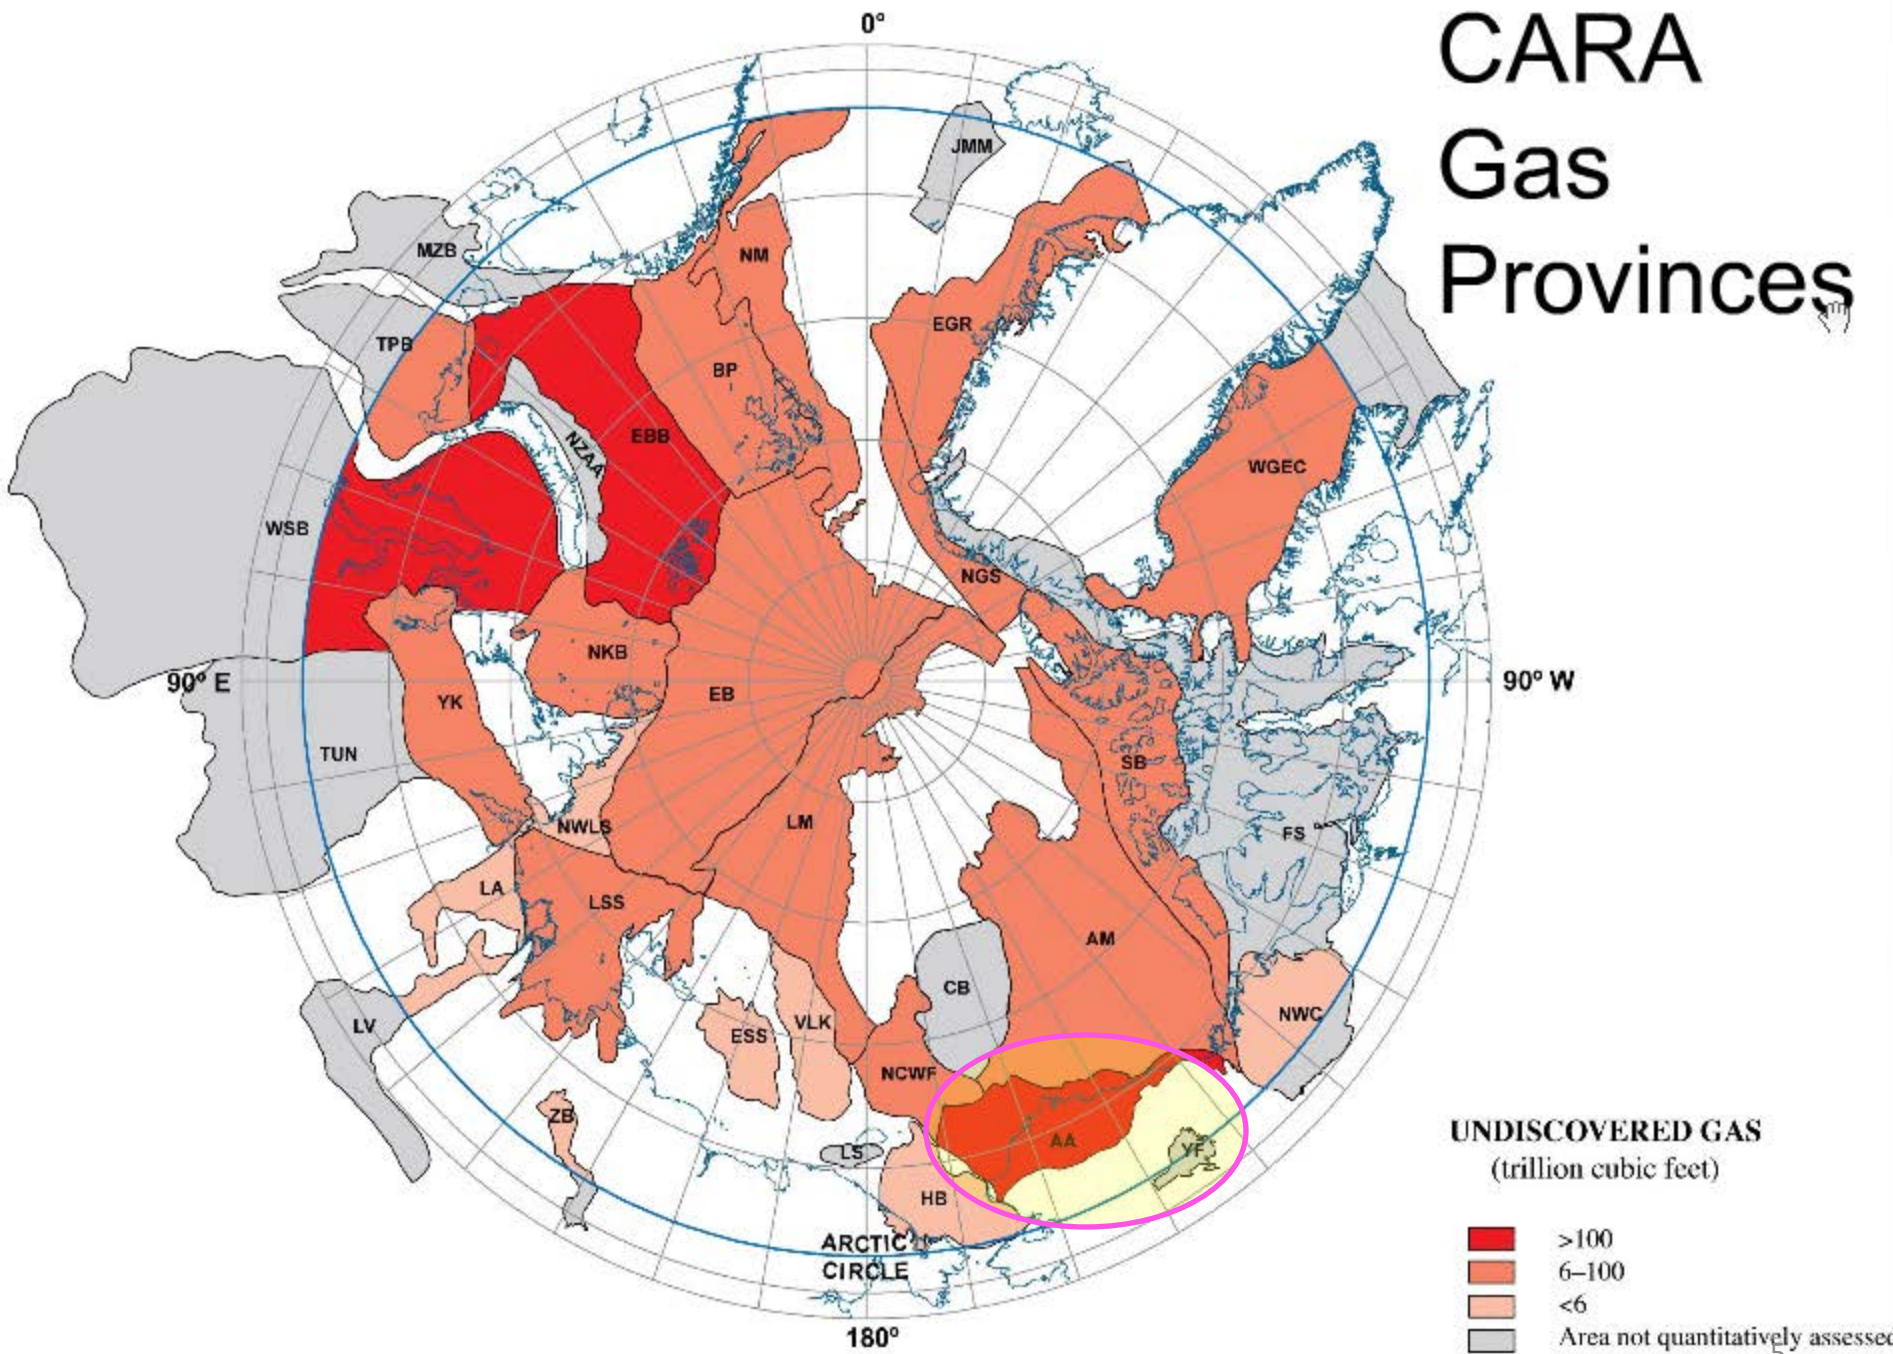 CARA
Gas
Provinces
0°
JMM
MZB
NM
EGR
TPB
BP
NZAA
EBB
WGEC
WSB
NGS
NKB
90° E
90° W
EB
YK
TUN
SB
LM
NWLS
FS
LA
LSS
AM
CB
NWC
LV
VLK
ESS
NCWF
ZB
AA
YF
LS
HB
ARCTIC
CIRCLE
180°
UNDISCOVERED GAS
(trillion cubic feet)
>100
6–100
<6
Area not quantitatively assessed